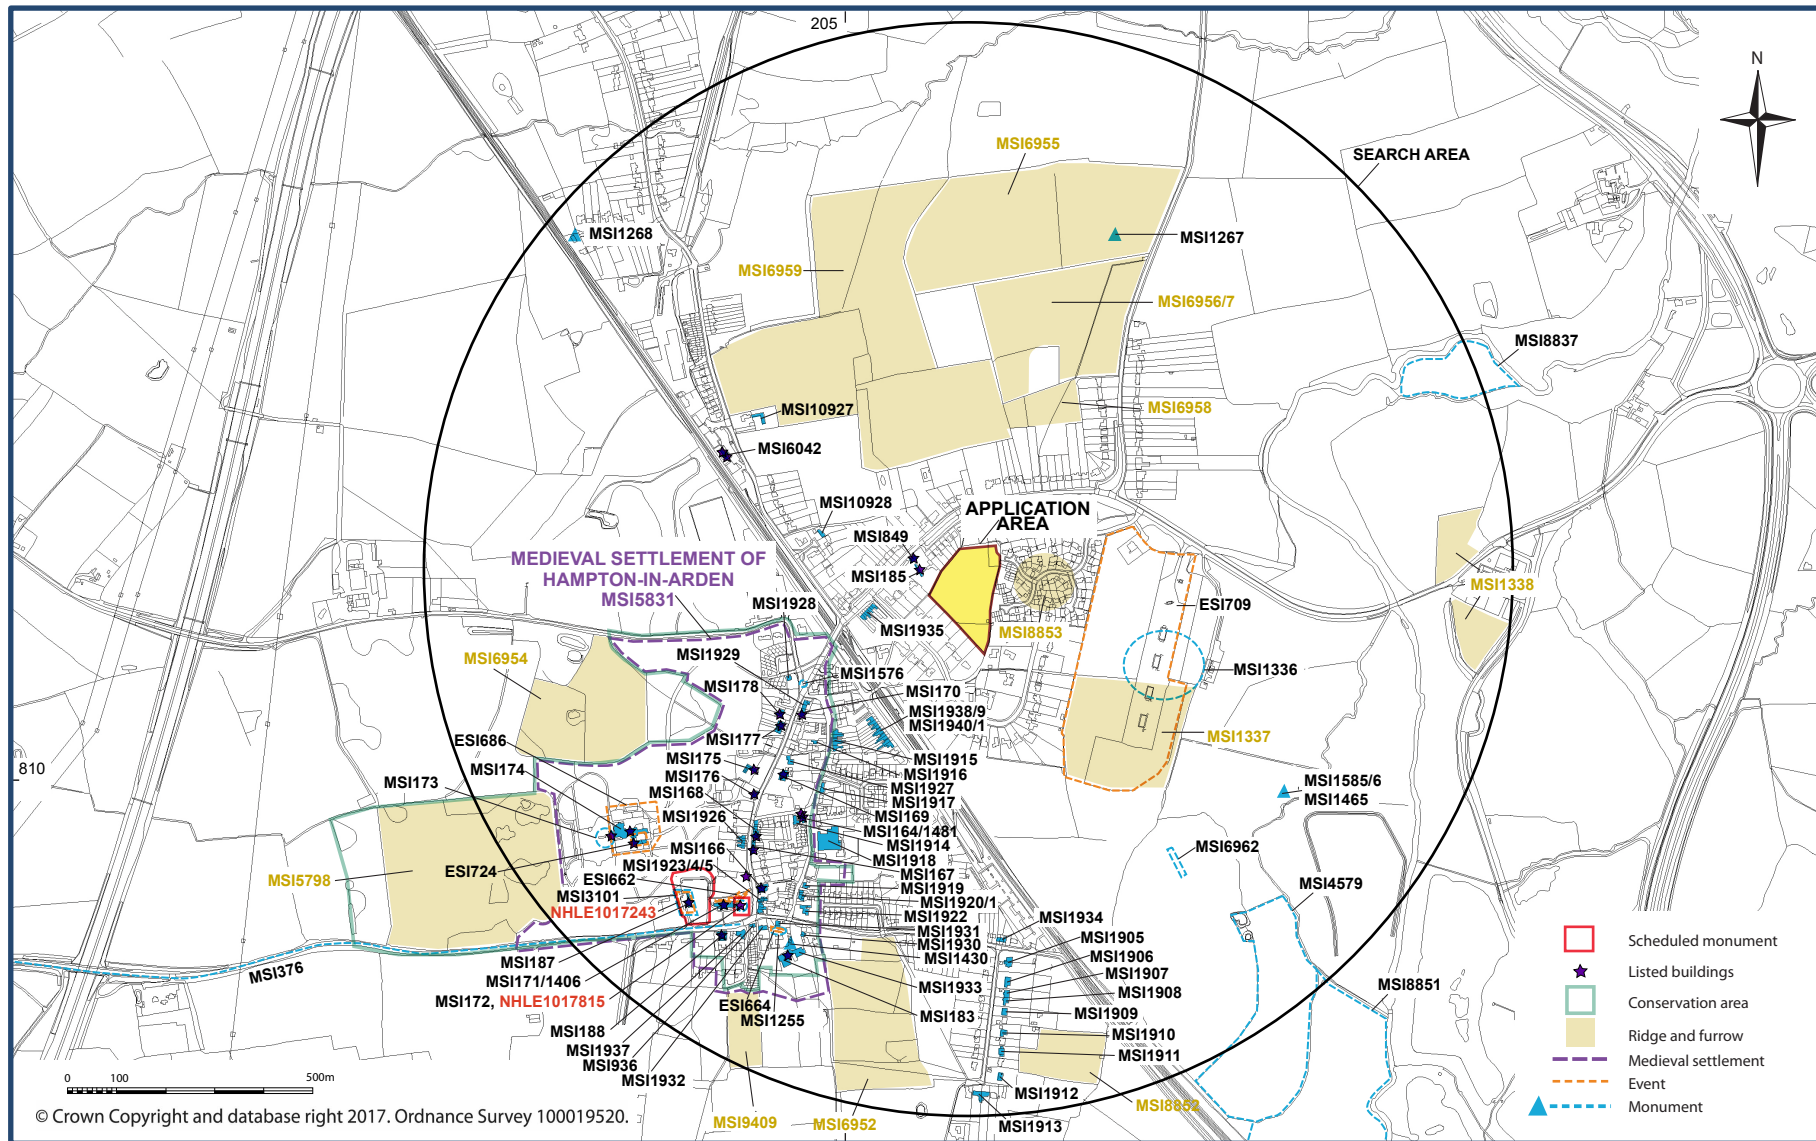 205
N
MSI6955
SEARCH AREA
MSI1268
MSI1267
MSI6959
MSI6956/7
MSI8837
MSI10927
MSI6958
MSI6042
MSI10928
APPLICATION
AREA
MSI849
MSI185
MEDIEVAL SETTLEMENT OF
HAMPTON-IN-ARDEN
MSI5831
MSI1338
ESI709
MSI1928
MSI1935
MSI8853
MSI6954
MSI1929
MSI1576
MSI1336
MSI178
MSI170
MSI1938/9
MSI1940/1
MSI177
MSI1337
ESI686
MSI175
MSI1915
MSI174
MSI176
MSI1916
810
MSI173
MSI168
MSI1927
MSI1585/6
MSI1465
MSI1917
MSI1926
MSI169
MSI164/1481
MSI1914
MSI166
MSI1918
MSI6962
ESI724
MSI1923/4/5
MSI167
MSI5798
ESI662
MSI1919
MSI4579
MSI3101
MSI1920/1
NHLE1017243
MSI1922
MSI1934
MSI1931
MSI1905
MSI1930
MSI1906
MSI376
MSI187
MSI1430
MSI1907
MSI171/1406
MSI1933
MSI8851
MSI172, NHLE1017815
MSI1908
ESI664
MSI1255
MSI183
MSI1909
MSI188
MSI1910
MSI1937
MSI1911
MSI936
MSI1932
MSI1912
MSI8852
MSI9409
MSI6952
MSI1913
Scheduled monument
Listed buildings
Conservation area
Ridge and furrow
Medieval settlement
Event
Monument
0 100 500m
© Crown Copyright and database right 2017. Ordnance Survey 100019520.